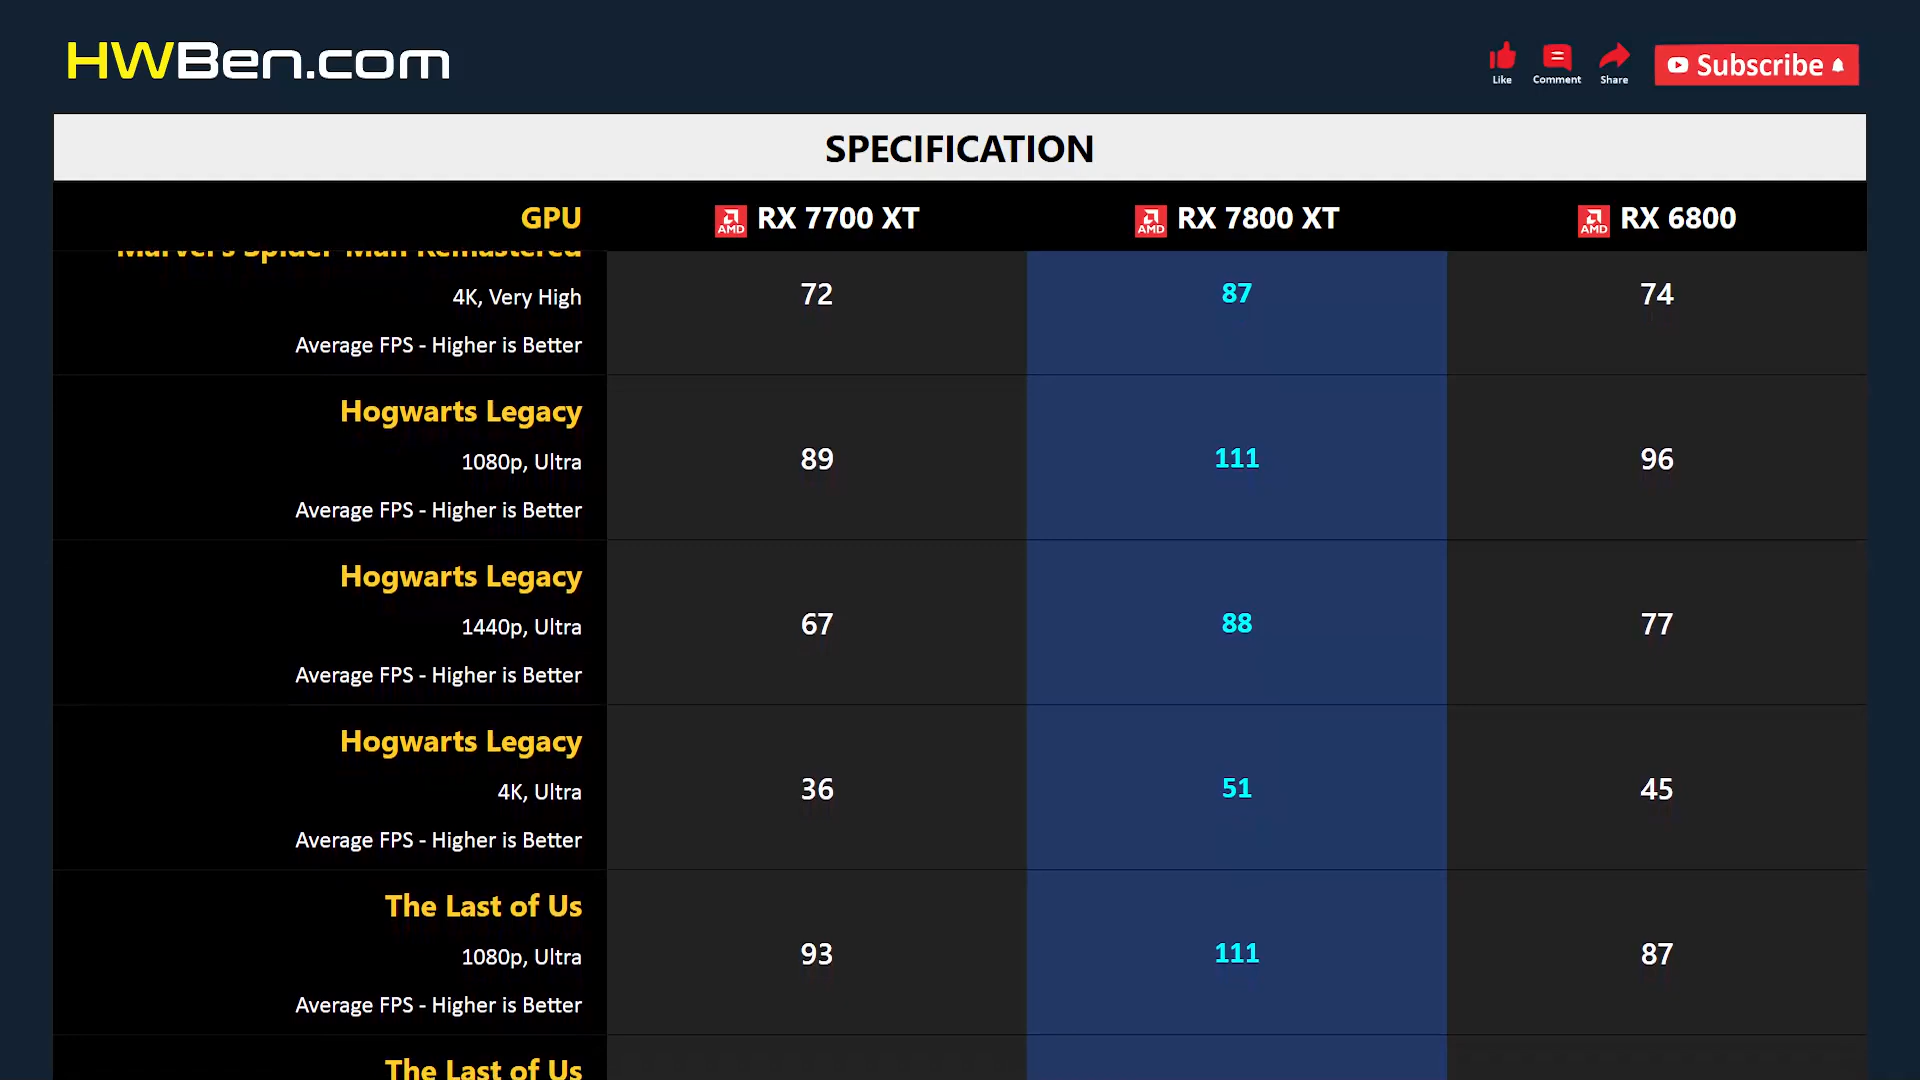 HWBen.com
Like
Comment
Share
Subscribe
SPECIFICATION
GPU
AMD RX 7700 XT
AMD RX 7800 XT
AMD RX 6800
Marvel's Spider-Man Remastered
4K, Very High
Average FPS - Higher is Better
72
87
74
Hogwarts Legacy
1080p, Ultra
Average FPS - Higher is Better
89
111
96
Hogwarts Legacy
1440p, Ultra
Average FPS - Higher is Better
67
88
77
Hogwarts Legacy
4K, Ultra
Average FPS - Higher is Better
36
51
45
The Last of Us
1080p, Ultra
Average FPS - Higher is Better
93
111
87
The Last of Us